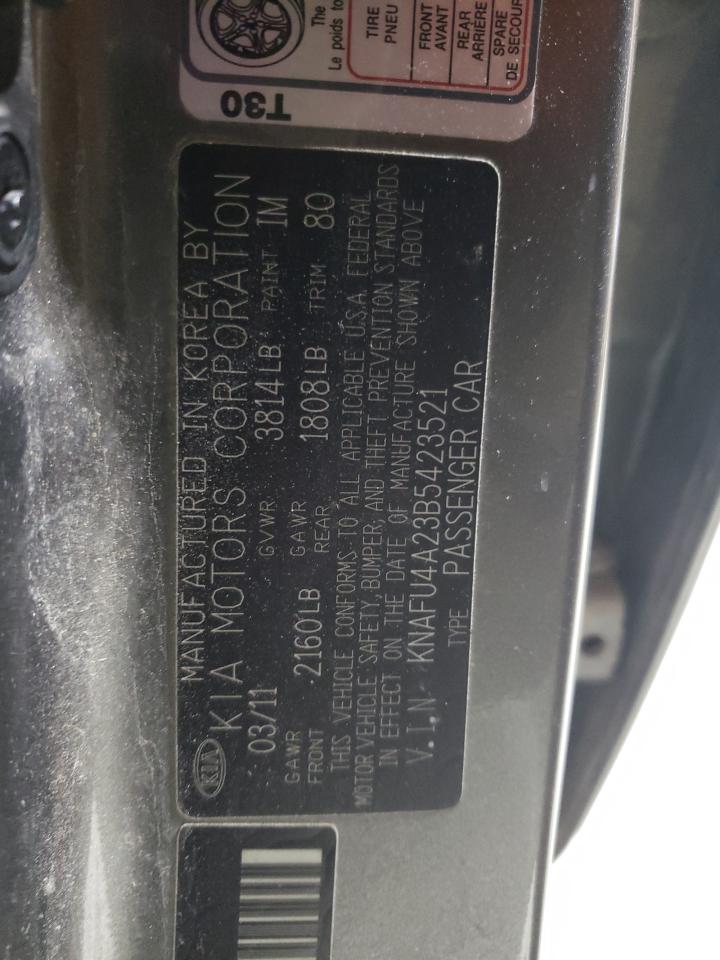 MANUFACTURED IN KOREA BY
KIA KIA MOTORS CORPORATION
03/11 GVWR 3814LB PAINT 1M
GAWR FRONT 2160LB GAWR REAR 1808LB TRIM 80
THIS VEHICLE CONFORMS TO ALL APPLICABLE U.S.A. FEDERAL
MOTOR VEHICLE SAFETY, BUMPER, AND THEFT PREVENTION STANDARDS
IN EFFECT ON THE DATE OF MANUFACTURE SHOWN ABOVE
V.I.N. KNAFU4A23B5423521
TYPE PASSENGER CAR
The
Le poids to
TIRE
PNEU
FRONT
AVANT
REAR
ARRIERE
SPARE
DE SECOUR
T30